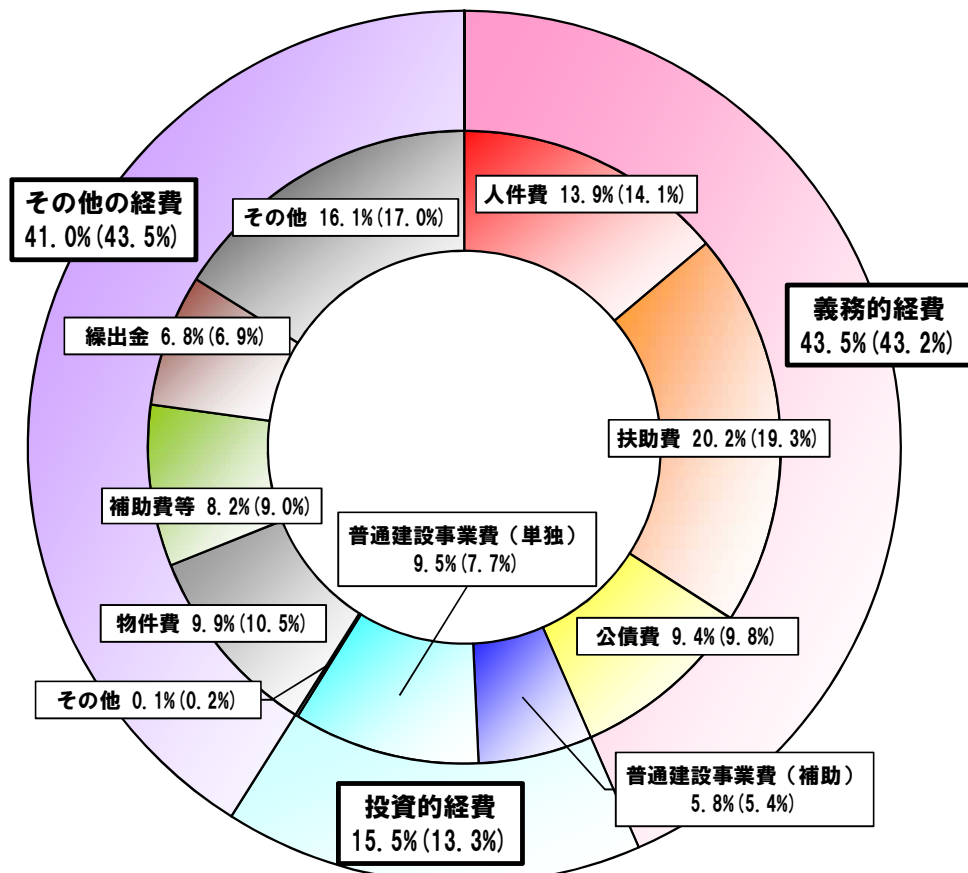 その他の経費
41.0%(43.5%)
その他 16.1%(17.0%)
人件費 13.9%(14.1%)
義務的経費
43.5%(43.2%)
繰出金 6.8%(6.9%)
扶助費 20.2%(19.3%)
補助費等 8.2%(9.0%)
普通建設事業費（単独）
9.5%(7.7%)
物件費 9.9%(10.5%)
公債費 9.4%(9.8%)
その他 0.1%(0.2%)
普通建設事業費（補助）
5.8%(5.4%)
投資的経費
15.5%(13.3%)